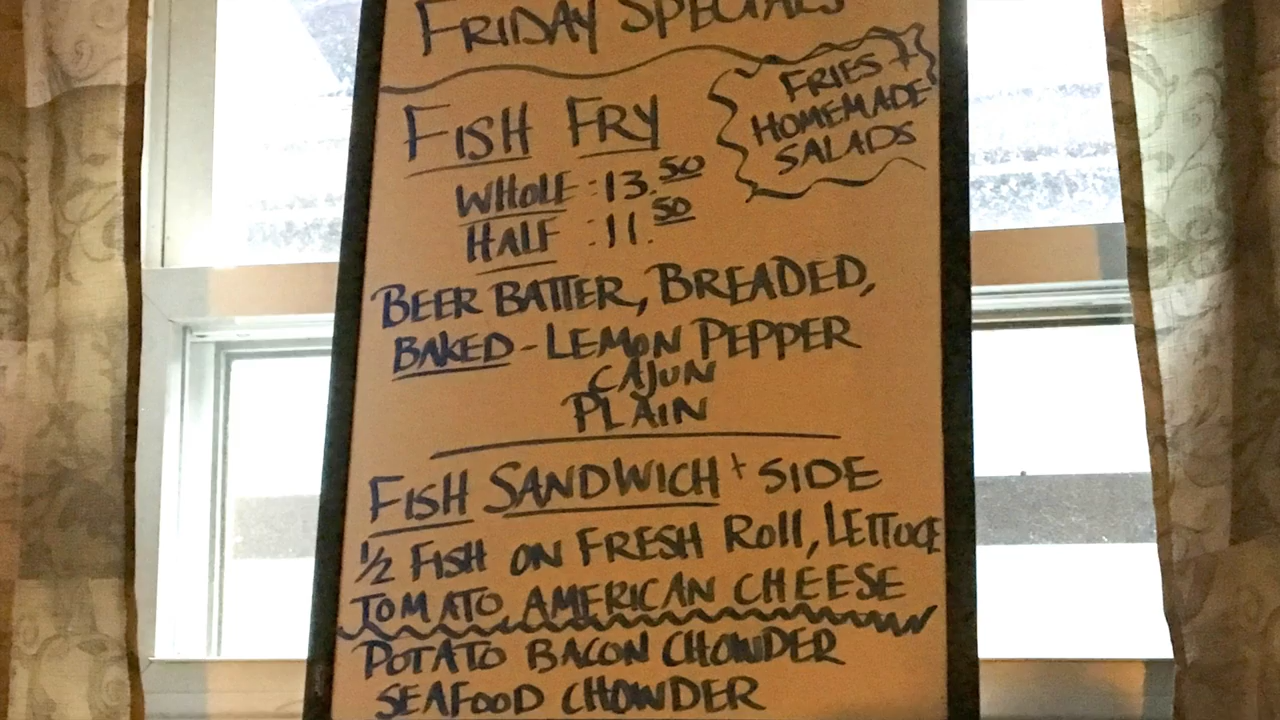 FRIDAY SPECIALS
FRIES +
HOMEMADE
SALADS
FISH FRY
WHOLE : 13.50
HALF : 11.50
BEER BATTER, BREADED,
BAKED - LEMON PEPPER
CAJUN
PLAIN
FISH SANDWICH + SIDE
1/2 FISH ON FRESH ROll, LETTUCE
TOMATO, AMERICAN CHEESE
POTATO BACON CHOWDER
SEAFOOD CHOWDER